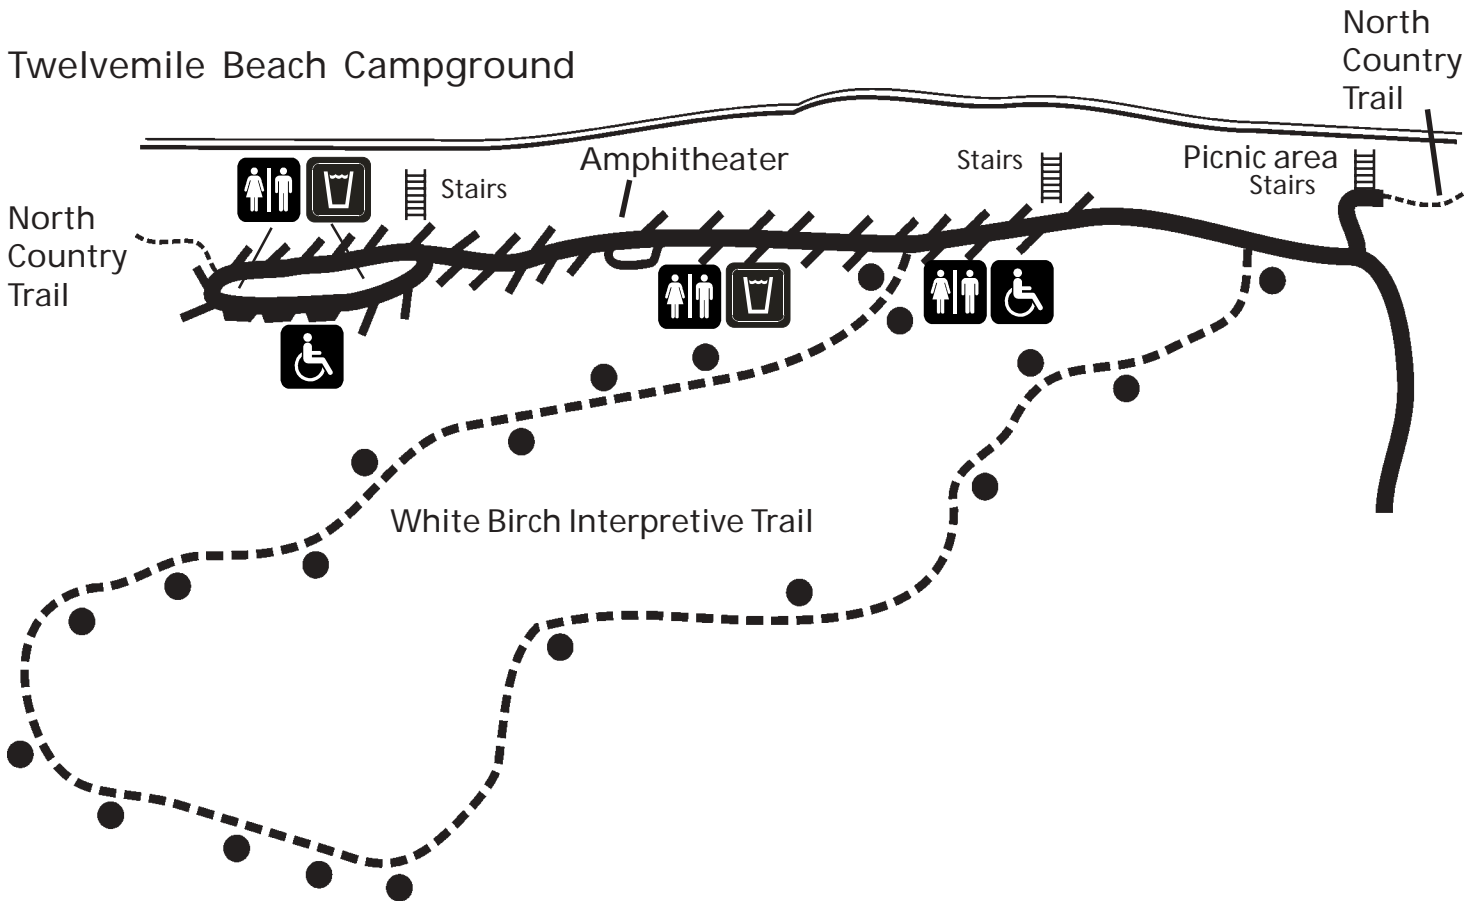 North
Country
Trail
Twelvemile Beach Campground
Amphitheater
Stairs
Picnic area
Stairs
Stairs
North
Country
Trail
White Birch Interpretive Trail